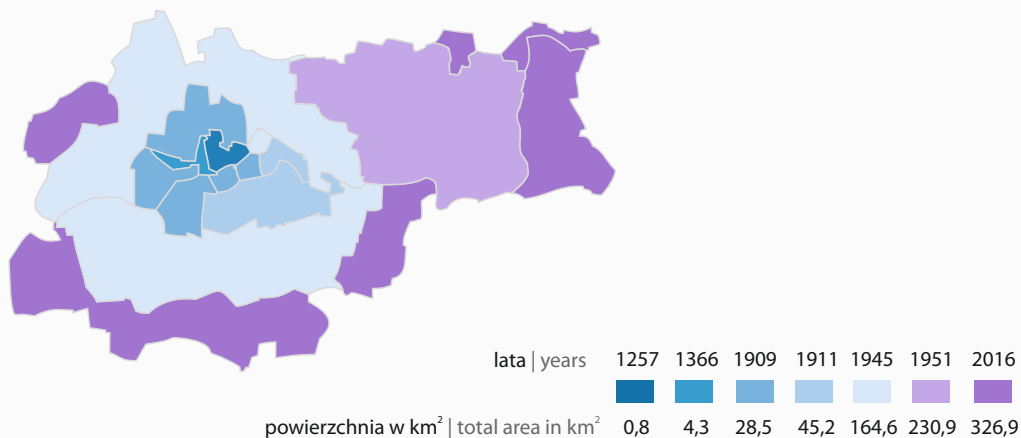 lata | years 1257 1366 1909 1911 1945 1951 2016
powierzchnia w km² | total area in km² 0,8 4,3 28,5 45,2 164,6 230,9 326,9